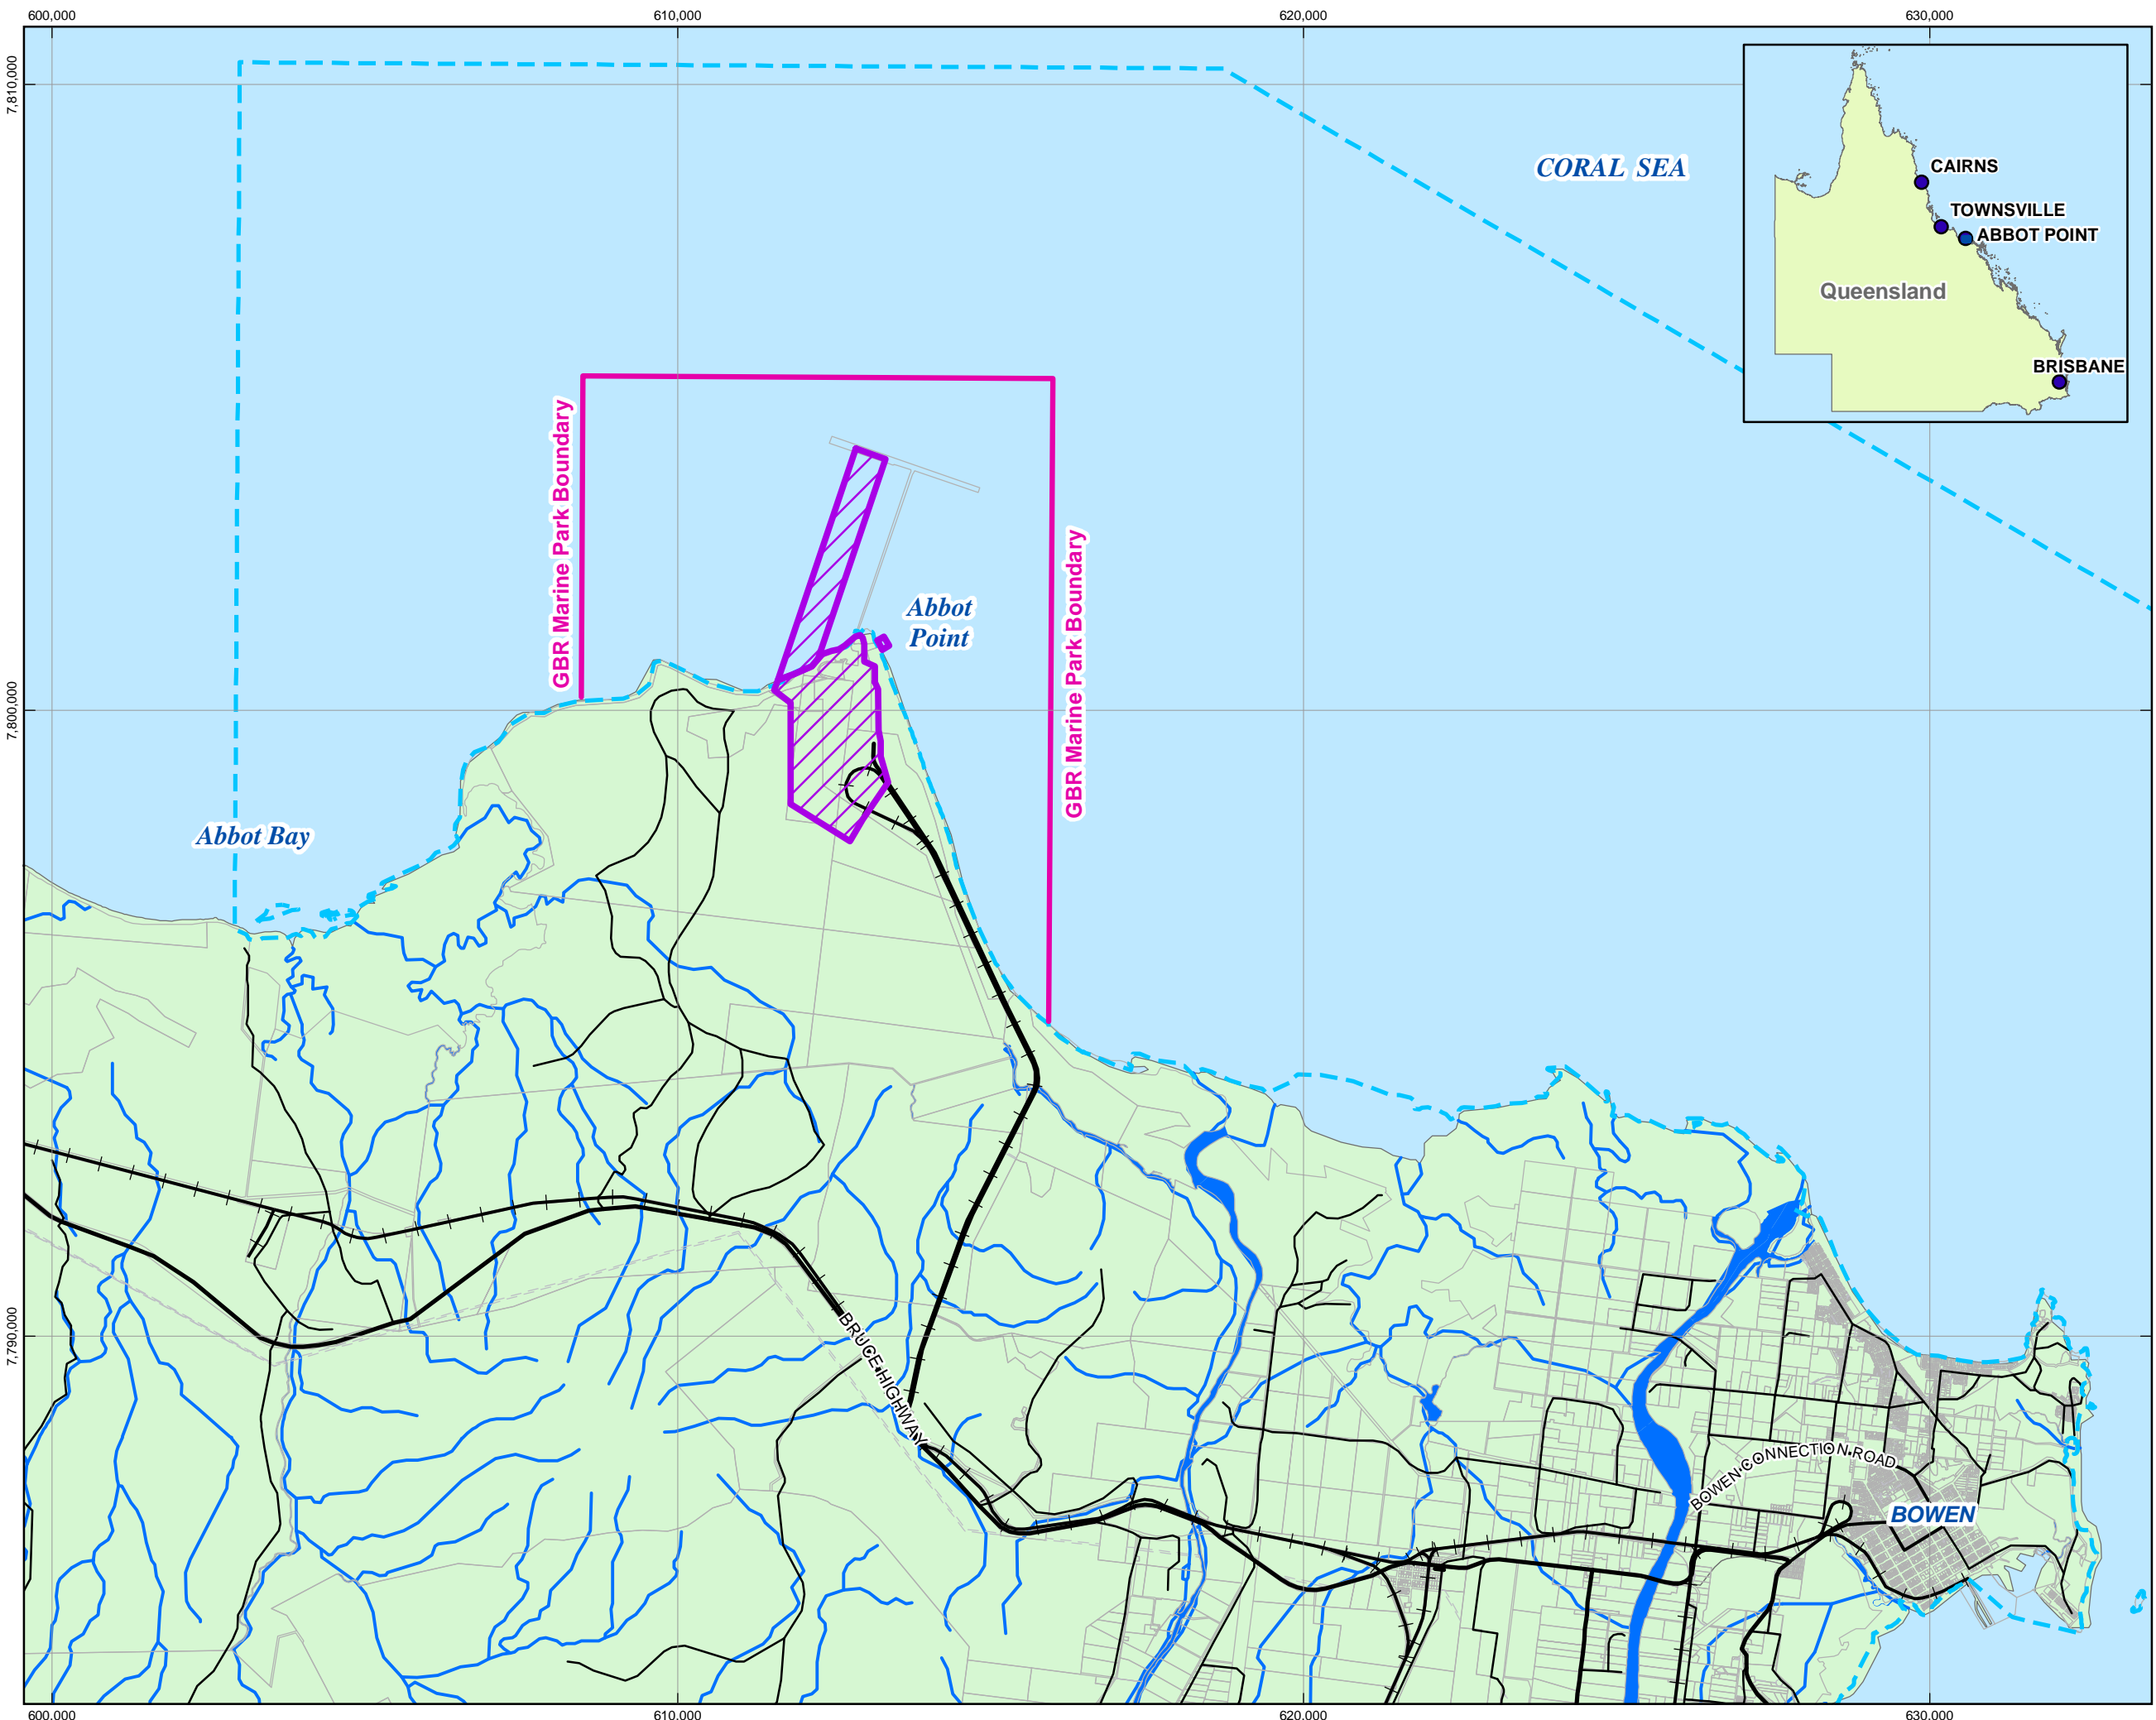 600,000
610,000
620,000
630,000
7,810,000
CORAL SEA
CAIRNS
TOWNSVILLE
ABBOT POINT
Queensland
BRISBANE
GBR Marine Park Boundary
GBR Marine Park Boundary
Abbot
Point
7,800,000
Abbot Bay
7,790,000
BRUCE HIGHWAY
BOWEN CONNECTION ROAD
BOWEN
600,000
610,000
620,000
630,000